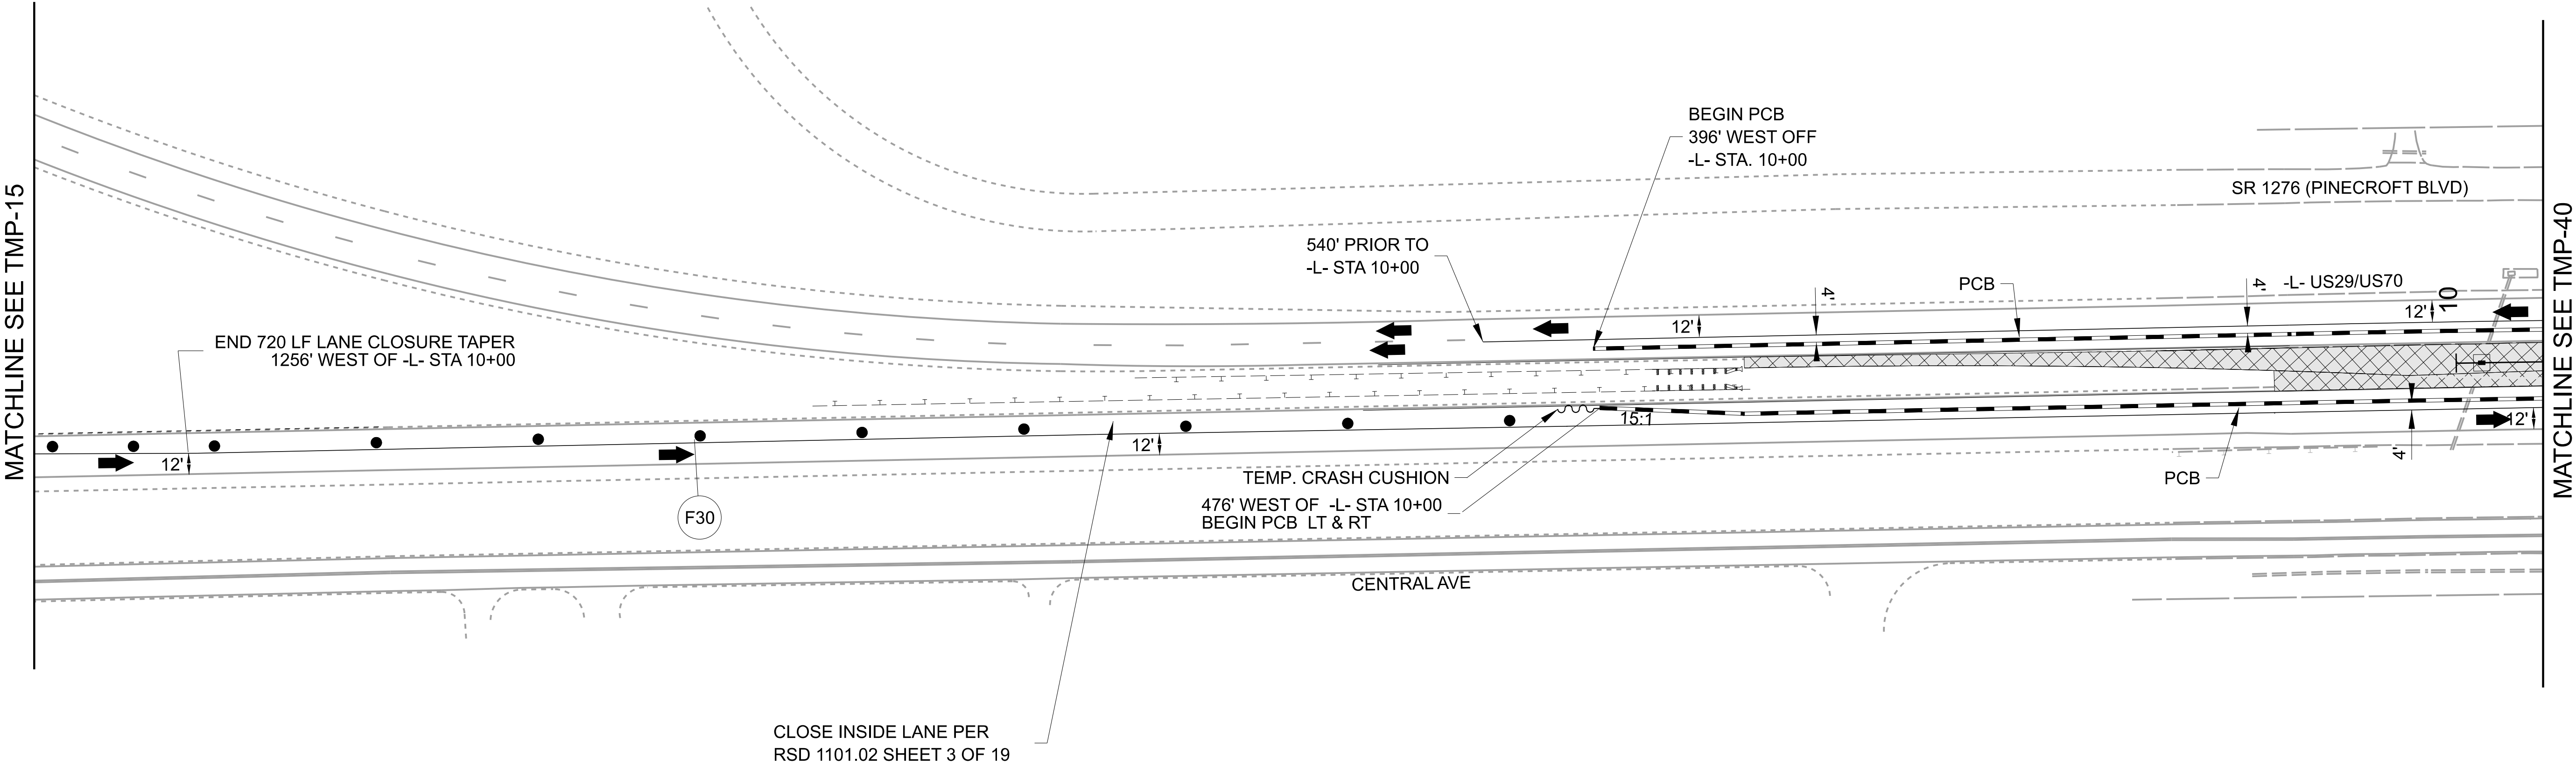 MATCHLINE SEE TMP-15
BEGIN PCB
396' WEST OFF
-L- STA. 10+00
SR 1276 (PINECROFT BLVD)
540' PRIOR TO
-L- STA 10+00
4'
PCB
4'
-L- US29/US70
10
12'
12'
END 720 LF LANE CLOSURE TAPER
1256' WEST OF -L- STA 10+00
15:1
12'
12'
12'
4'
TEMP. CRASH CUSHION
PCB
476' WEST OF -L- STA 10+00
BEGIN PCB LT & RT
F30
CENTRAL AVE
CLOSE INSIDE LANE PER
RSD 1101.02 SHEET 3 OF 19
MATCHLINE SEE TMP-40